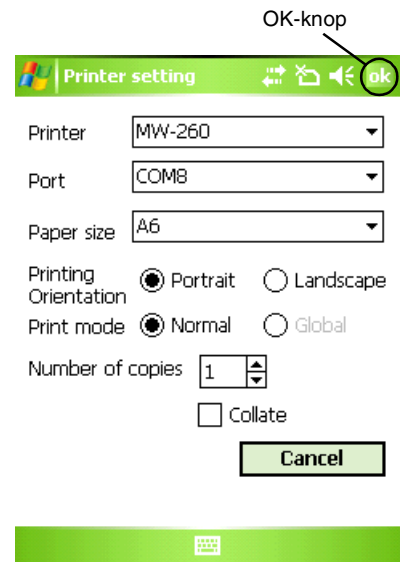 OK-knop
Printer setting
ok
Printer MW-260
Port COM8
Paper size A6
Printing
Orientation Portrait Landscape
Print mode Normal Global
Number of copies 1
Collate
Cancel